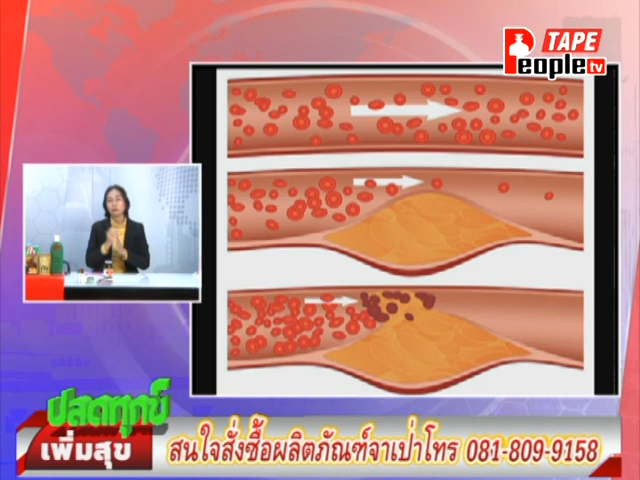 TAPE
People tv
ปลดทุกข์
เพิ่มสุข
สนใจสั่งซื้อผลิตภัณฑ์จาเป่าโทร 081-809-9158